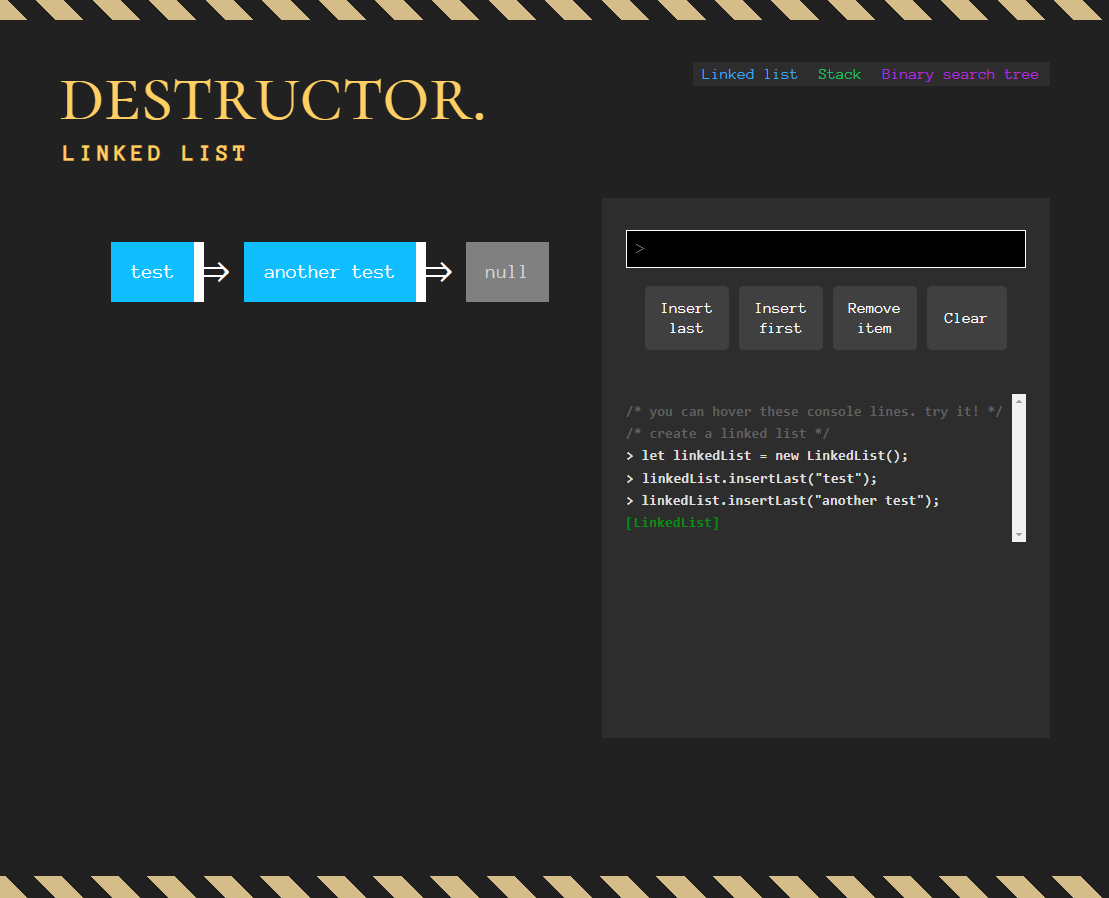 Linked list Stack Binary search tree
DESTRUCTOR.
LINKED LIST
test ⇒ another test ⇒ null
>
Insert last
Insert first
Remove item
Clear
/* you can hover these console lines. try it! */
/* create a linked list */
> let linkedList = new LinkedList();
> linkedList.insertLast("test");
> linkedList.insertLast("another test");
[LinkedList]